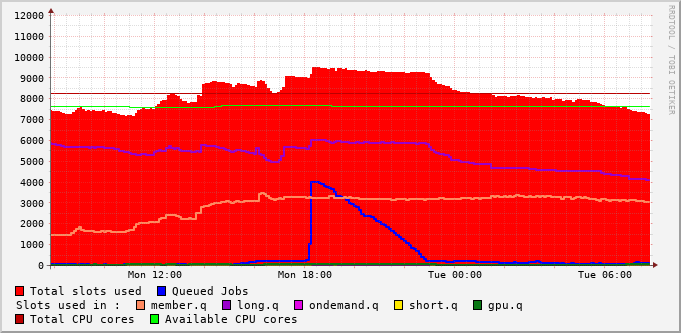 12000
11000
10000
9000
8000
7000
6000
5000
4000
3000
2000
1000
0
Mon 12:00 Mon 18:00 Tue 00:00 Tue 06:00
RRDTOOL / TOBI OETIKER
Total slots used Queued Jobs
Slots used in : member.q long.q ondemand.q short.q gpu.q
Total CPU cores Available CPU cores